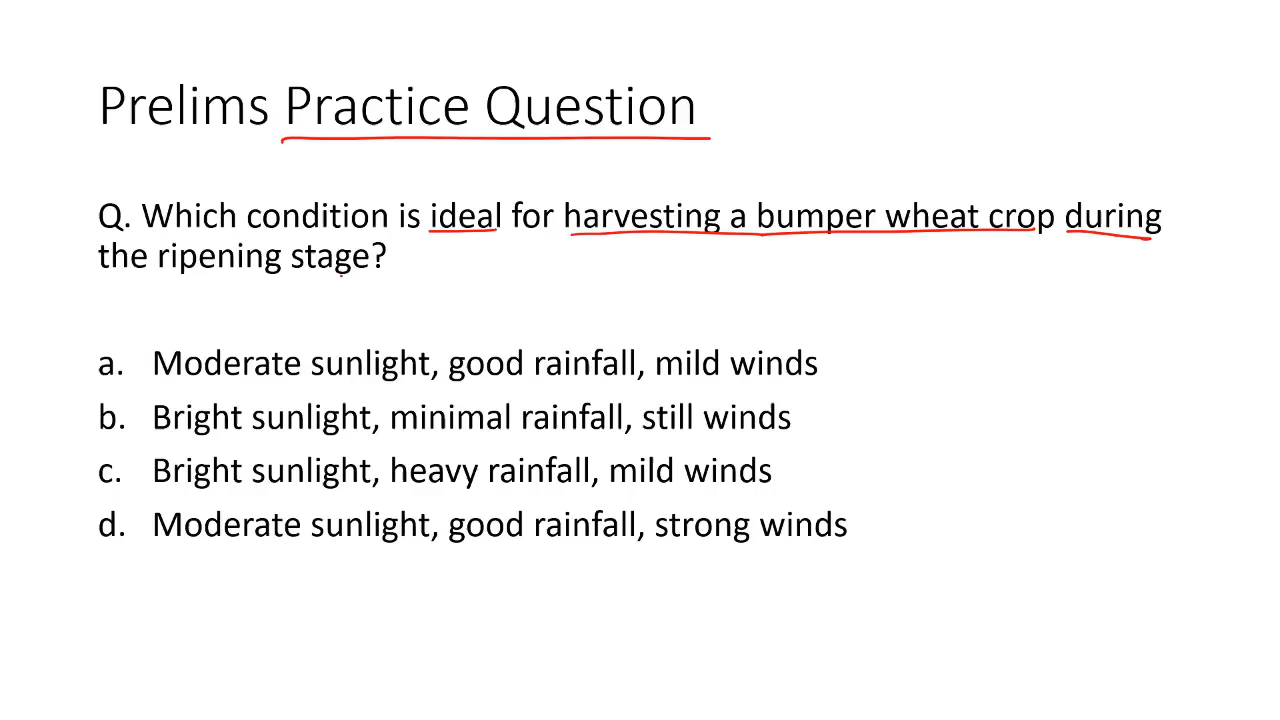 Prelims Practice Question
Q. Which condition is ideal for harvesting a bumper wheat crop during
the ripening stage?
a. Moderate sunlight, good rainfall, mild winds
b. Bright sunlight, minimal rainfall, still winds
c. Bright sunlight, heavy rainfall, mild winds
d. Moderate sunlight, good rainfall, strong winds